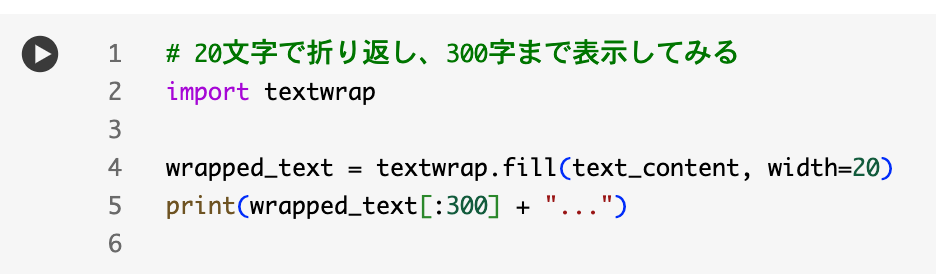 1 # 20文字で折り返し、300字まで表示してみる
2 import textwrap
3
4 wrapped_text = textwrap.fill(text_content, width=20)
5 print(wrapped_text[:300] + "...")
6